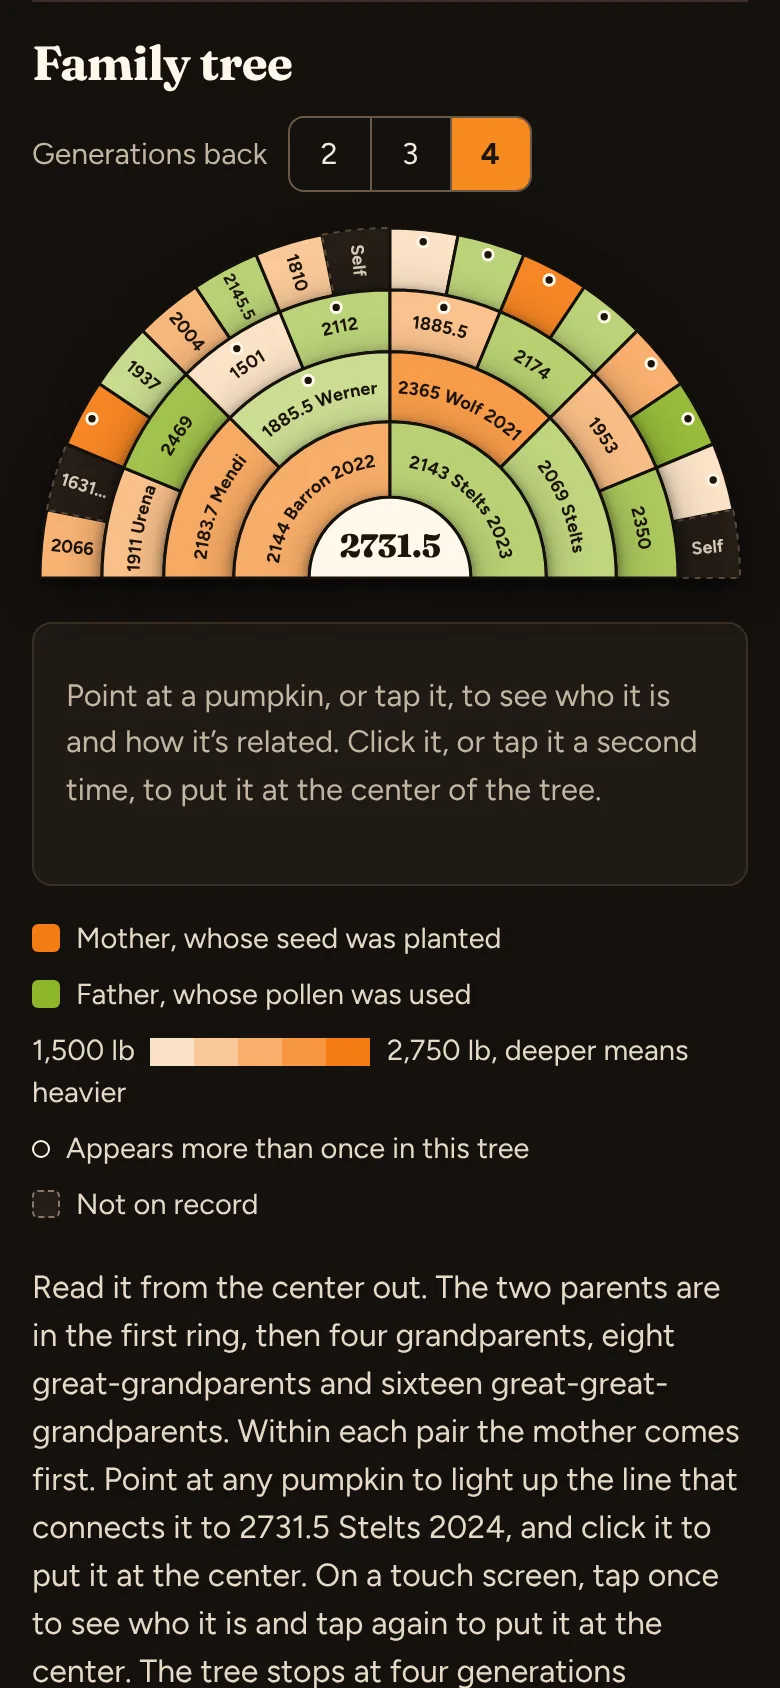 Family tree
Generations back 2 3 4
2066
1631...
1937
2004
2145.5
1810
Self
Self
1911 Urena
2469
1501
2112
1885.5
2174
1953
2350
2183.7 Mendi
1885.5 Werner
2365 Wolf 2021
2069 Stelts
2144 Barron 2022
2143 Stelts 2023
2731.5
Point at a pumpkin, or tap it, to see who it is
and how it’s related. Click it, or tap it a second
time, to put it at the center of the tree.
Mother, whose seed was planted
Father, whose pollen was used
1,500 lb 2,750 lb, deeper means
heavier
Appears more than once in this tree
Not on record
Read it from the center out. The two parents are
in the first ring, then four grandparents, eight
great-grandparents and sixteen great-great-
grandparents. Within each pair the mother comes
first. Point at any pumpkin to light up the line that
connects it to 2731.5 Stelts 2024, and click it to
put it at the center. On a touch screen, tap once
to see who it is and tap again to put it at the
center. The tree stops at four generations